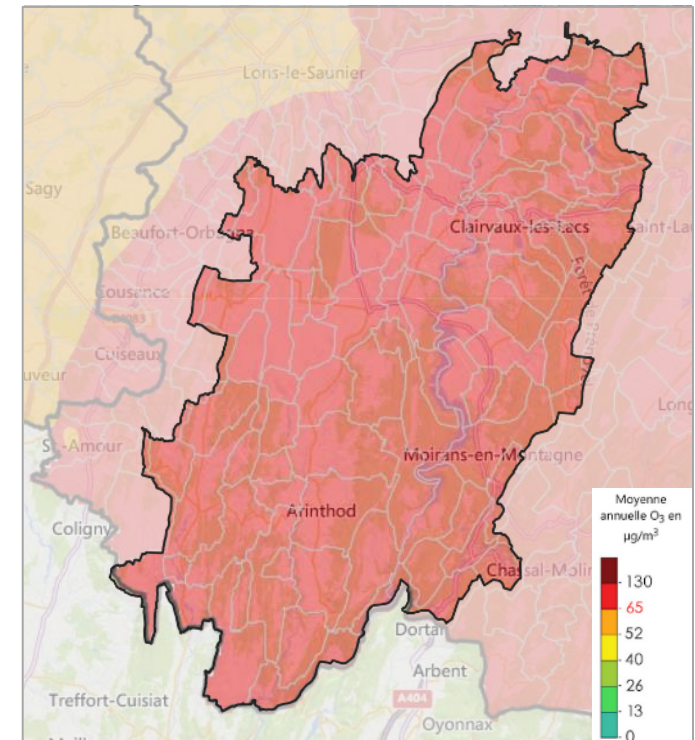 Lons-le-Saunier
Sagy
Clairvaux-les-Lacs
Beaufort-Orbagna
Cousance
Cuiseaux
St-Amour
Moirans-en-Montagne
Arinthod
Coligny
Dortan
Arbent
A404
Treffort-Cuisiat
Oyonnax
Moyenne
annuelle O₃ en
µg/m³
130
65
52
40
26
13
0